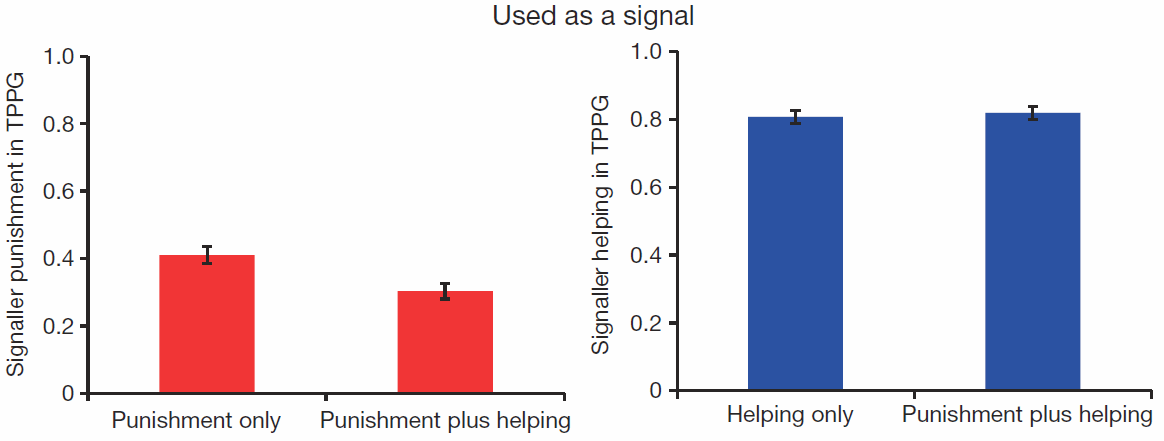 Used as a signal
Signaller punishment in TPPG
1.0
0.8
0.6
0.4
0.2
0
Punishment only
Punishment plus helping
Signaller helping in TPPG
1.0
0.8
0.6
0.4
0.2
0
Helping only
Punishment plus helping